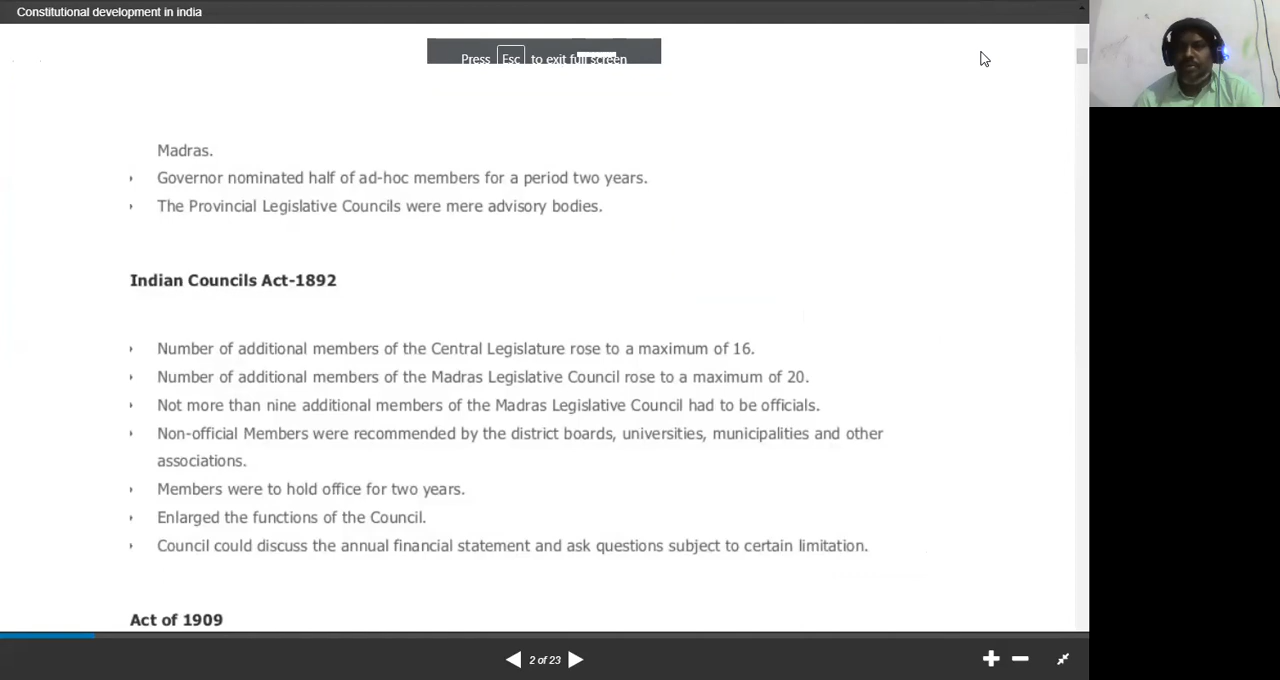 Constitutional development in india
Press Esc to exit full screen
Madras.
Governor nominated half of ad-hoc members for a period two years.
The Provincial Legislative Councils were mere advisory bodies.
Indian Councils Act-1892
Number of additional members of the Central Legislature rose to a maximum of 16.
Number of additional members of the Madras Legislative Council rose to a maximum of 20.
Not more than nine additional members of the Madras Legislative Council had to be officials.
Non-official Members were recommended by the district boards, universities, municipalities and other
associations.
Members were to hold office for two years.
Enlarged the functions of the Council.
Council could discuss the annual financial statement and ask questions subject to certain limitation.
Act of 1909
2 of 23